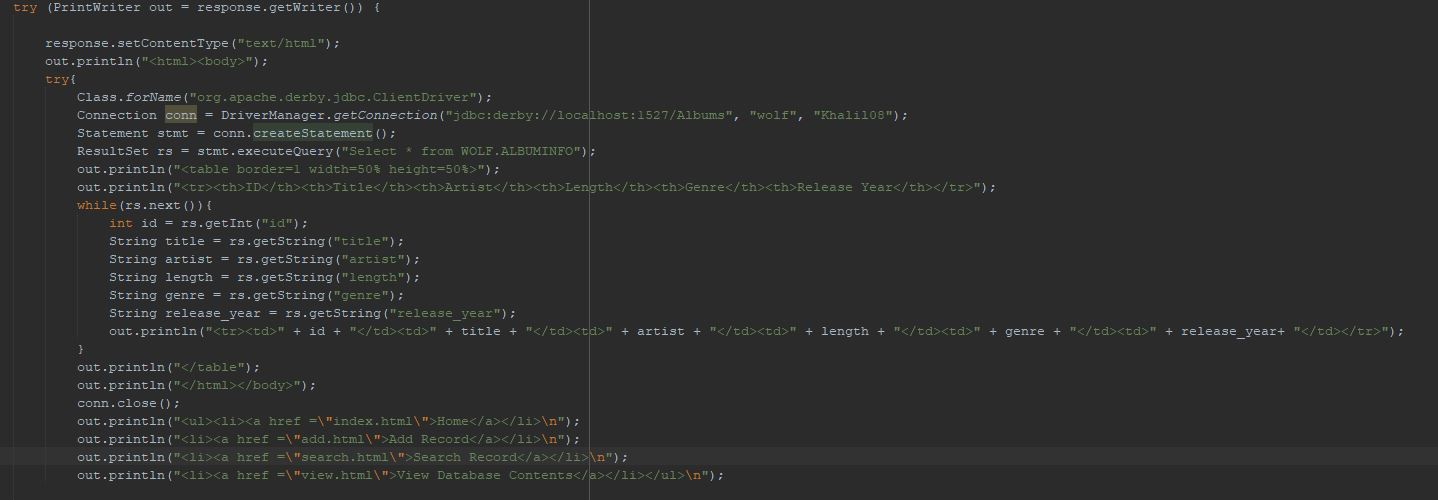 try (PrintWriter out = response.getWriter()) {
response.setContentType("text/html");
out.println("<html><body>");
try{
Class.forName("org.apache.derby.jdbc.ClientDriver");
Connection conn = DriverManager.getConnection("jdbc:derby://localhost:1527/Albums", "wolf", "Khalil08");
Statement stmt = conn.createStatement();
ResultSet rs = stmt.executeQuery("Select * from WOLF.ALBUMINFO");
out.println("<table border=1 width=50% height=50%>");
out.println("<tr><th>ID</th><th>Title</th><th>Artist</th><th>Length</th><th>Genre</th><th>Release Year</th></tr>");
while(rs.next()){
int id = rs.getInt("id");
String title = rs.getString("title");
String artist = rs.getString("artist");
String length = rs.getString("length");
String genre = rs.getString("genre");
String release_year = rs.getString("release_year");
out.println("<tr><td>" + id + "</td><td>" + title + "</td><td>" + artist + "</td><td>" + length + "</td><td>" + genre + "</td><td>" + release_year+ "</td></tr>");
}
out.println("</table");
out.println("</html></body>");
conn.close();
out.println("<ul><li><a href =\"index.html\">Home</a></li>\n");
out.println("<li><a href =\"add.html\">Add Record</a></li>\n");
out.println("<li><a href =\"search.html\">Search Record</a></li>\n");
out.println("<li><a href =\"view.html\">View Database Contents</a></li></ul>\n");